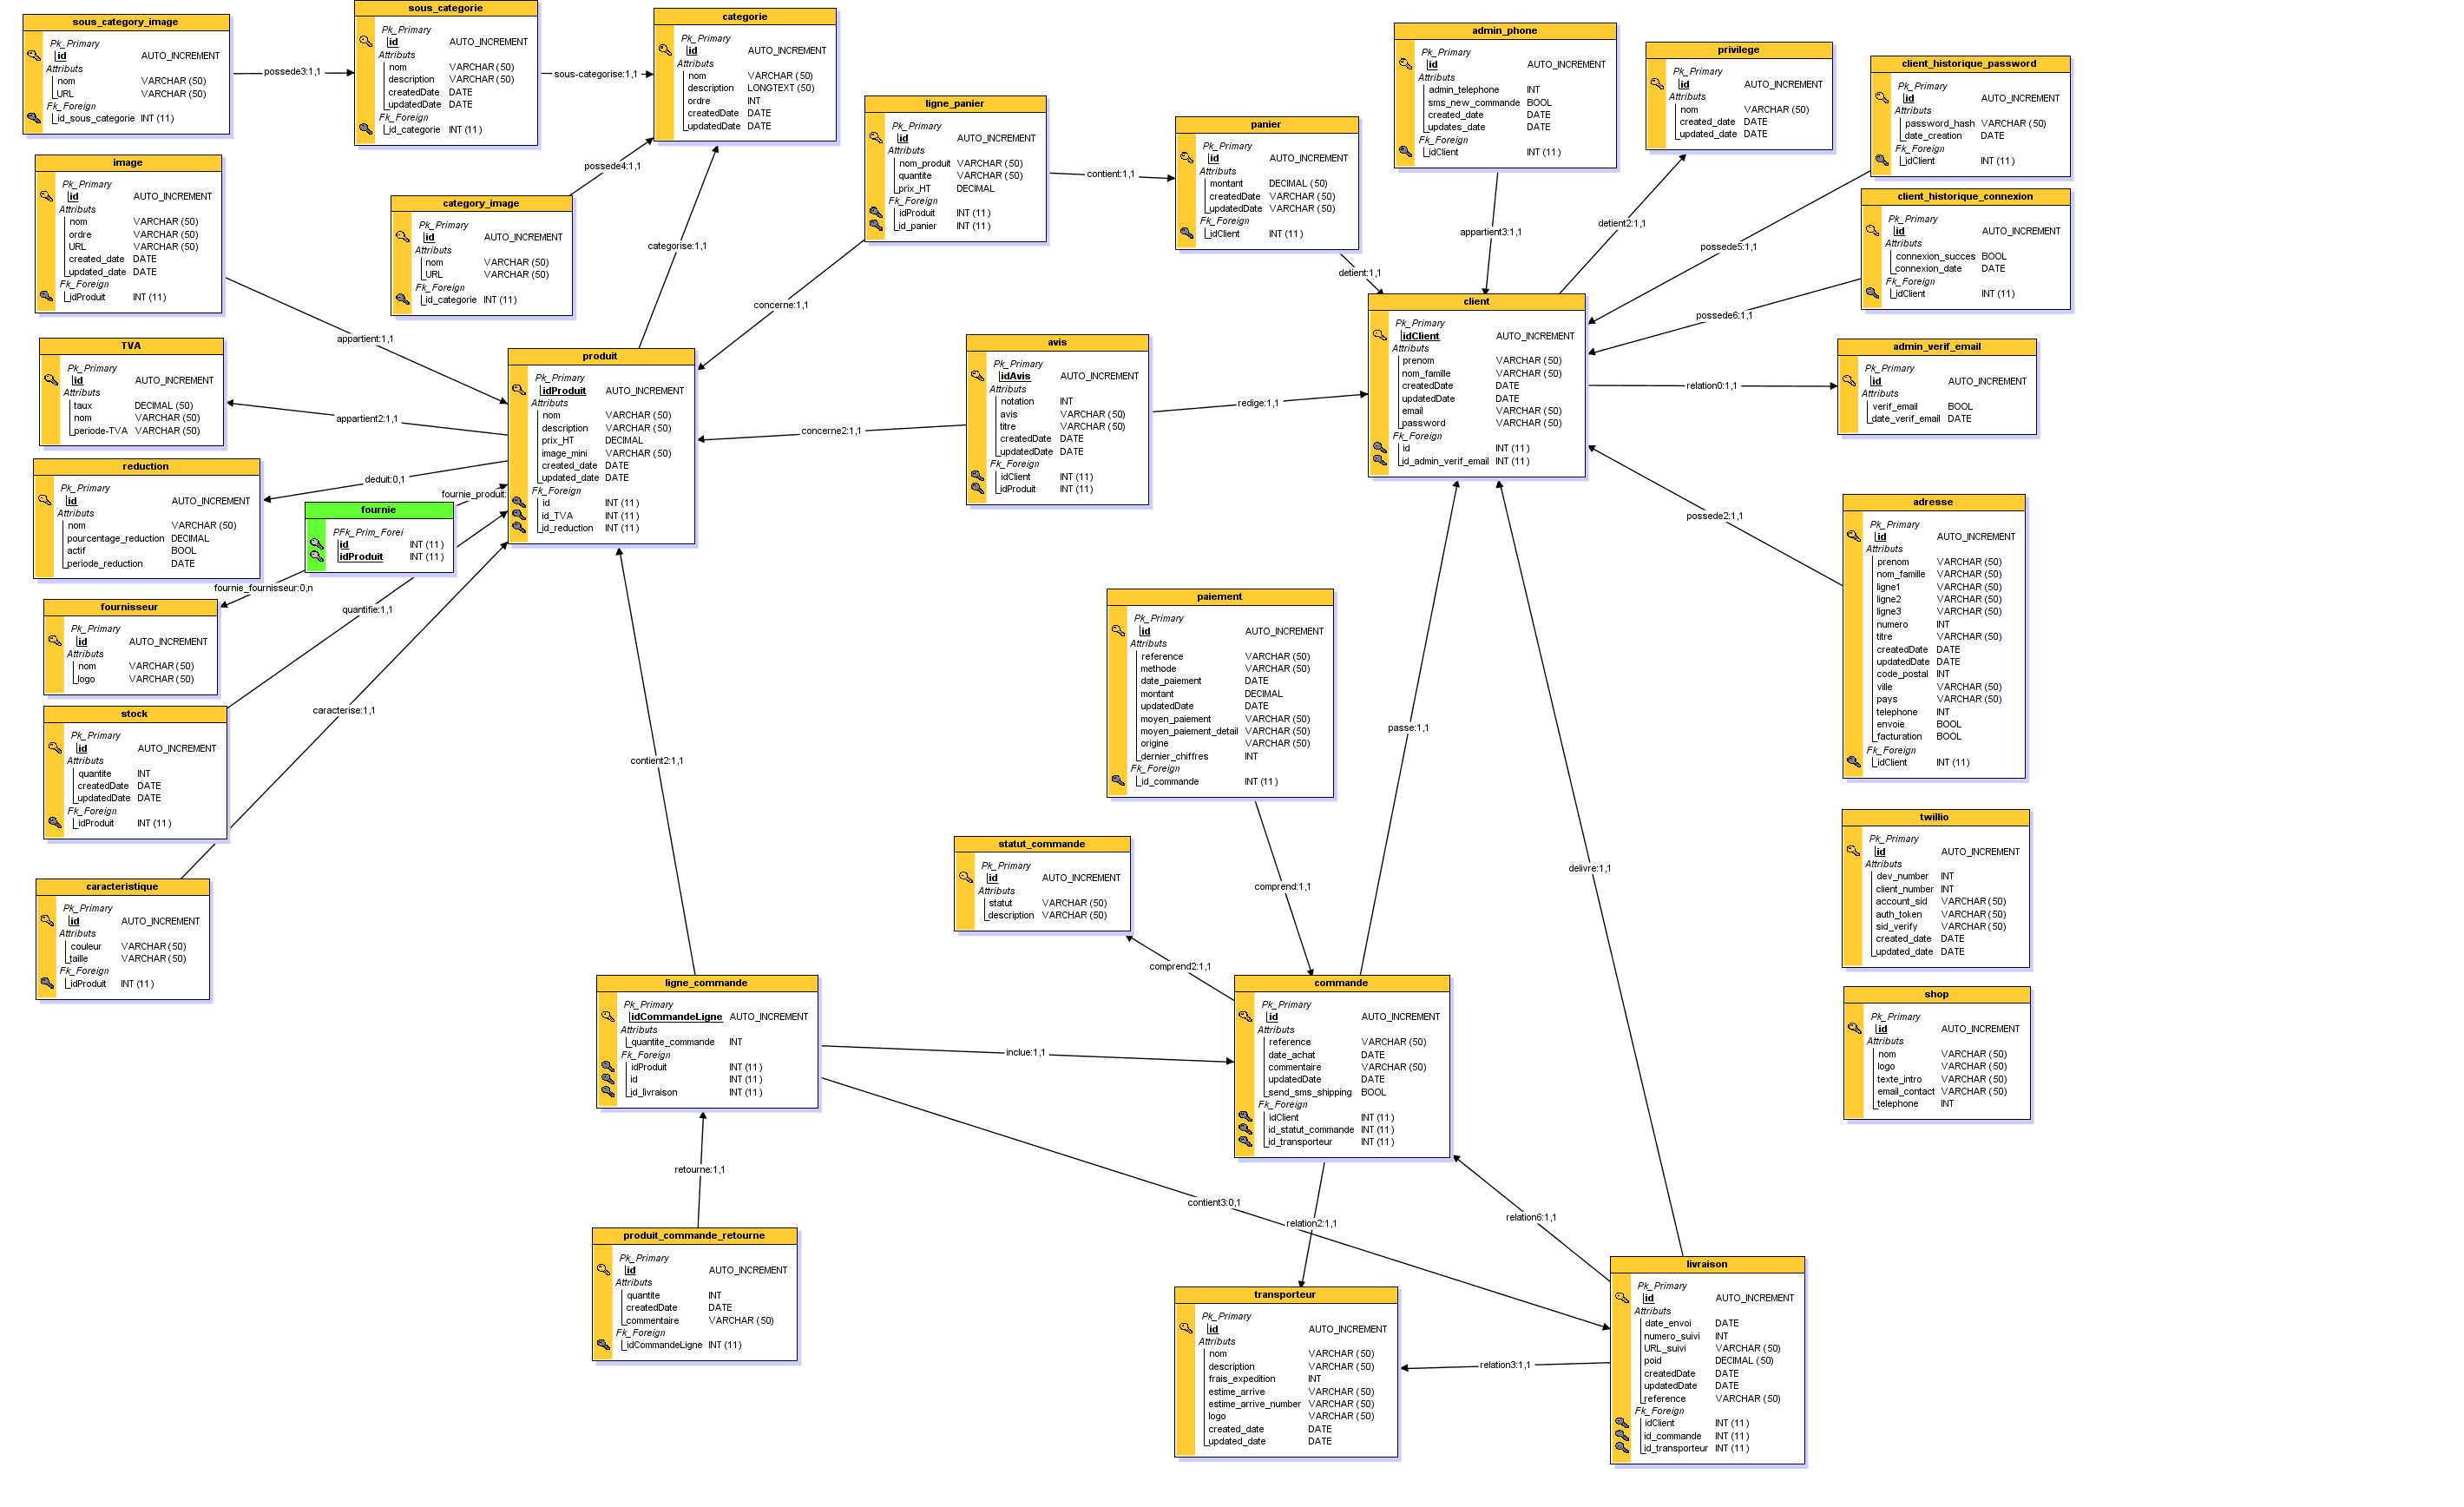 sous_category_image
Pk_Primary
id AUTO_INCREMENT
Attributs
nom VARCHAR (50)
URL VARCHAR (50)
Fk_Foreign
id_sous_categorie INT (11)
possede3:1,1
sous_categorie
Pk_Primary
id AUTO_INCREMENT
Attributs
nom VARCHAR (50)
description VARCHAR (50)
createdDate DATE
updatedDate DATE
Fk_Foreign
id_categorie INT (11)
sous-categorise:1,1
categorie
Pk_Primary
id AUTO_INCREMENT
Attributs
nom VARCHAR (50)
description LONGTEXT (50)
ordre INT
createdDate DATE
updatedDate DATE
possede4:1,1
category_image
Pk_Primary
id AUTO_INCREMENT
Attributs
nom VARCHAR (50)
URL VARCHAR (50)
Fk_Foreign
id_categorie INT (11)
categorise:1,1
ligne_panier
Pk_Primary
id AUTO_INCREMENT
Attributs
nom_produit VARCHAR (50)
quantite VARCHAR (50)
prix_HT DECIMAL
Fk_Foreign
idProduit INT (11)
id_panier INT (11)
contient:1,1
concerne:1,1
panier
Pk_Primary
id AUTO_INCREMENT
Attributs
montant DECIMAL (50)
createdDate VARCHAR (50)
updatedDate VARCHAR (50)
Fk_Foreign
idClient INT (11)
detient:1,1
admin_phone
Pk_Primary
id AUTO_INCREMENT
Attributs
admin_telephone INT
sms_new_commande BOOL
created_date DATE
updates_date DATE
Fk_Foreign
idClient INT (11)
appartient3:1,1
privilege
Pk_Primary
id AUTO_INCREMENT
Attributs
nom VARCHAR (50)
created_date DATE
updated_date DATE
detient2:1,1
client_historique_password
Pk_Primary
id AUTO_INCREMENT
Attributs
password_hash VARCHAR (50)
date_creation DATE
Fk_Foreign
idClient INT (11)
possede5:1,1
client_historique_connexion
Pk_Primary
id AUTO_INCREMENT
Attributs
connexion_succes BOOL
connexion_date DATE
Fk_Foreign
idClient INT (11)
possede6:1,1
image
Pk_Primary
id AUTO_INCREMENT
Attributs
nom VARCHAR (50)
ordre VARCHAR (50)
URL VARCHAR (50)
created_date DATE
updated_date DATE
Fk_Foreign
idProduit INT (11)
appartient:1,1
TVA
Pk_Primary
id AUTO_INCREMENT
Attributs
taux DECIMAL (50)
nom VARCHAR (50)
periode-TVA VARCHAR (50)
appartient2:1,1
produit
Pk_Primary
idProduit AUTO_INCREMENT
Attributs
nom VARCHAR (50)
description VARCHAR (50)
prix_HT DECIMAL
image_mini VARCHAR (50)
created_date DATE
updated_date DATE
Fk_Foreign
id INT (11)
id_TVA INT (11)
id_reduction INT (11)
concerne2:1,1
avis
Pk_Primary
idAvis AUTO_INCREMENT
Attributs
notation INT
avis VARCHAR (50)
titre VARCHAR (50)
createdDate DATE
updatedDate DATE
Fk_Foreign
idClient INT (11)
idProduit INT (11)
redige:1,1
client
Pk_Primary
idClient AUTO_INCREMENT
Attributs
prenom VARCHAR (50)
nom_famille VARCHAR (50)
createdDate DATE
updatedDate DATE
email VARCHAR (50)
password VARCHAR (50)
Fk_Foreign
id INT (11)
id_admin_verif_email INT (11)
relation0:1,1
admin_verif_email
Pk_Primary
id AUTO_INCREMENT
Attributs
verif_email BOOL
date_verif_email DATE
reduction
Pk_Primary
id AUTO_INCREMENT
Attributs
nom VARCHAR (50)
pourcentage_reduction DECIMAL
actif BOOL
periode_reduction DATE
deduit:0,1
fournie_produit:
fournie
PFk_Prim_Forei
id INT (11)
idProduit INT (11)
fournie_fournisseur:0,n
fournisseur
Pk_Primary
id AUTO_INCREMENT
Attributs
nom VARCHAR (50)
logo VARCHAR (50)
quantifie:1,1
stock
Pk_Primary
id AUTO_INCREMENT
Attributs
quantite INT
createdDate DATE
updatedDate DATE
Fk_Foreign
idProduit INT (11)
caracterise:1,1
caracteristique
Pk_Primary
id AUTO_INCREMENT
Attributs
couleur VARCHAR (50)
taille VARCHAR (50)
Fk_Foreign
idProduit INT (11)
contient2:1,1
possede2:1,1
adresse
Pk_Primary
id AUTO_INCREMENT
Attributs
prenom VARCHAR (50)
nom_famille VARCHAR (50)
ligne1 VARCHAR (50)
ligne2 VARCHAR (50)
ligne3 VARCHAR (50)
numero INT
titre VARCHAR (50)
createdDate DATE
updatedDate DATE
code_postal INT
ville VARCHAR (50)
pays VARCHAR (50)
telephone INT
envoie BOOL
facturation BOOL
Fk_Foreign
idClient INT (11)
paiement
Pk_Primary
id AUTO_INCREMENT
Attributs
reference VARCHAR (50)
methode VARCHAR (50)
date_paiement DATE
montant DECIMAL
updatedDate DATE
moyen_paiement VARCHAR (50)
moyen_paiement_detail VARCHAR (50)
origine VARCHAR (50)
dernier_chiffres INT
Fk_Foreign
id_commande INT (11)
passe:1,1
comprend:1,1
delivre:1,1
statut_commande
Pk_Primary
id AUTO_INCREMENT
Attributs
statut VARCHAR (50)
description VARCHAR (50)
comprend2:1,1
twillio
Pk_Primary
id AUTO_INCREMENT
Attributs
dev_number INT
client_number INT
account_sid VARCHAR (50)
auth_token VARCHAR (50)
sid_verify VARCHAR (50)
created_date DATE
updated_date DATE
shop
Pk_Primary
id AUTO_INCREMENT
Attributs
nom VARCHAR (50)
logo VARCHAR (50)
texte_intro VARCHAR (50)
email_contact VARCHAR (50)
telephone INT
ligne_commande
Pk_Primary
idCommandeLigne AUTO_INCREMENT
Attributs
quantite_commande INT
Fk_Foreign
idProduit INT (11)
id INT (11)
id_livraison INT (11)
inclue:1,1
commande
Pk_Primary
id AUTO_INCREMENT
Attributs
reference VARCHAR (50)
date_achat DATE
commentaire VARCHAR (50)
updatedDate DATE
send_sms_shipping BOOL
Fk_Foreign
idClient INT (11)
id_statut_commande INT (11)
id_transporteur INT (11)
retourne:1,1
contient3:0,1
relation2:1,1
relation6:1,1
produit_commande_retourne
Pk_Primary
id AUTO_INCREMENT
Attributs
quantite INT
createdDate DATE
commentaire VARCHAR (50)
Fk_Foreign
idCommandeLigne INT (11)
transporteur
Pk_Primary
id AUTO_INCREMENT
Attributs
nom VARCHAR (50)
description VARCHAR (50)
frais_expedition INT
estime_arrive VARCHAR (50)
estime_arrive_number VARCHAR (50)
logo VARCHAR (50)
created_date DATE
updated_date DATE
relation3:1,1
livraison
Pk_Primary
id AUTO_INCREMENT
Attributs
date_envoi DATE
numero_suivi INT
URL_suivi VARCHAR (50)
poid DECIMAL (50)
createdDate DATE
updatedDate DATE
reference VARCHAR (50)
Fk_Foreign
idClient INT (11)
id_commande INT (11)
id_transporteur INT (11)